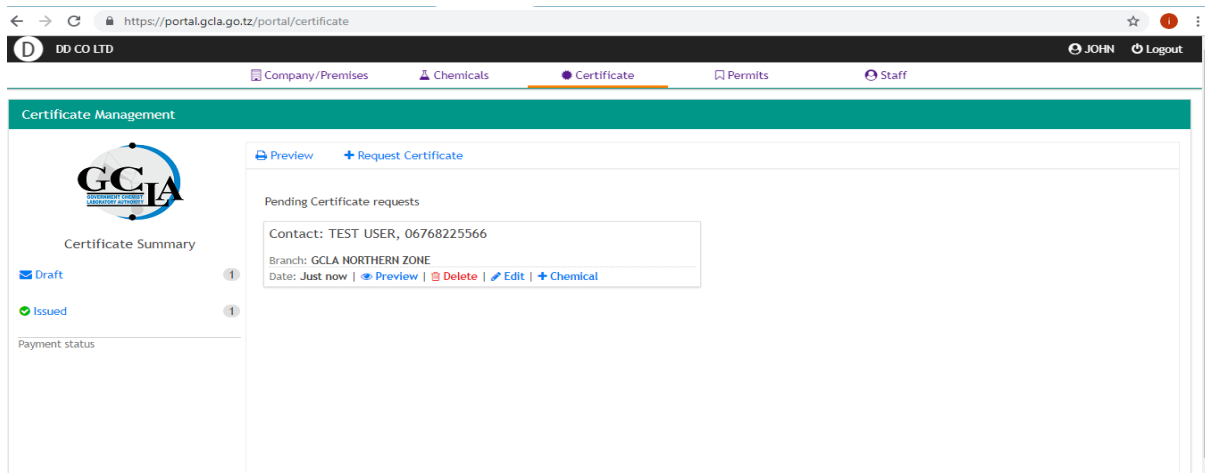 https://portal.gcla.go.tz/portal/certificate
i
D DD CO LTD JOHN Logout
Company/Premises Chemicals Certificate Permits Staff
Certificate Management
Preview + Request Certificate
GCLA
GOVERNMENT CHEMIST
LABORATORY AUTHORITY
Pending Certificate requests
Contact: TEST USER, 06768225566
Certificate Summary
Branch: GCLA NORTHERN ZONE
Draft 1
Date: Just now | Preview | Delete | Edit | + Chemical
Issued 1
Payment status